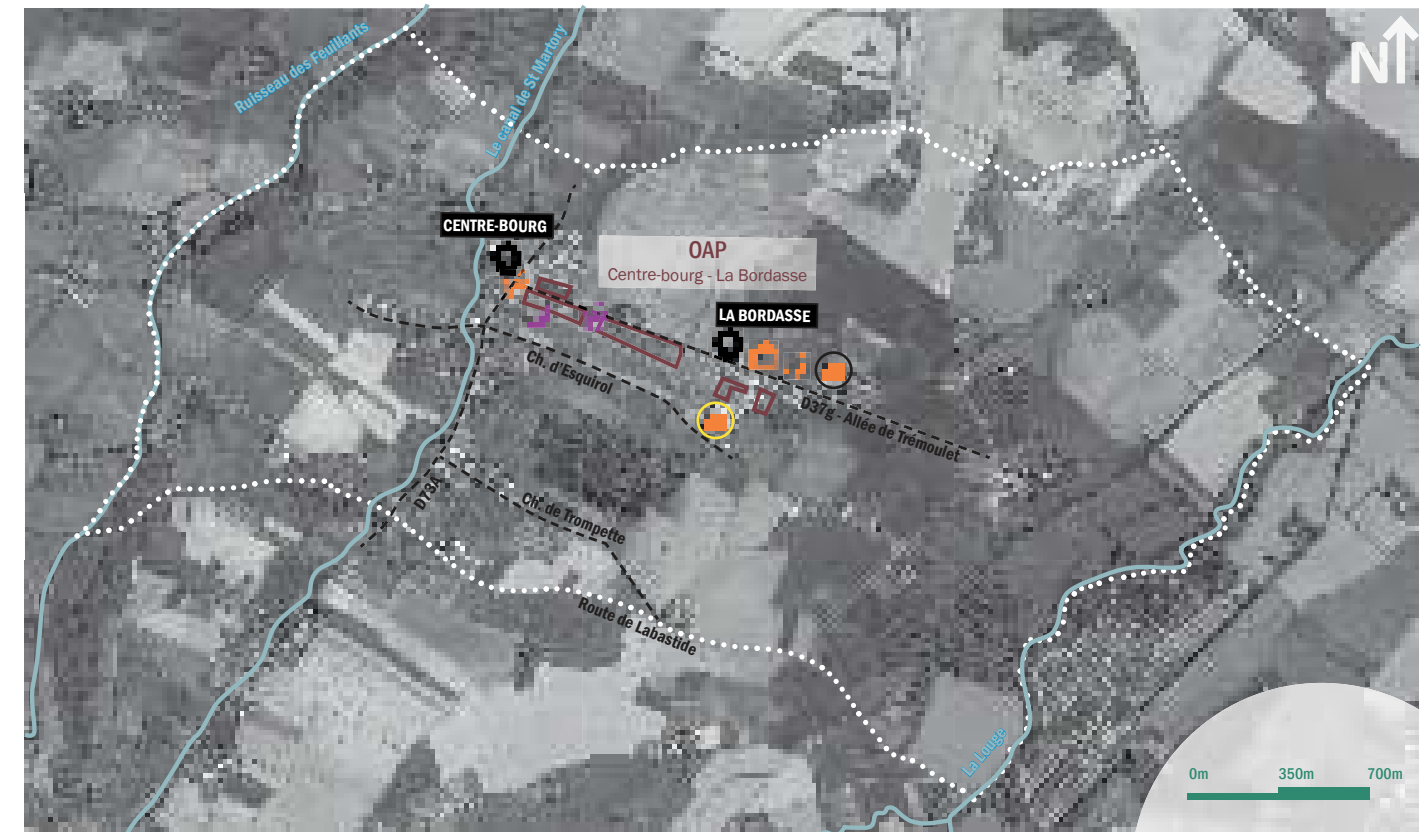 Ruisseau des Feuillants
Le canal de St Martory
N
CENTRE-BOURG
OAP
Centre-bourg - La Bordasse
LA BORDASSE
Ch. d'Esquirol
D37g - Allée de Trémoulet
D73A
Ch. de Trompette
Route de Labastide
La Louge
0m 350m 700m